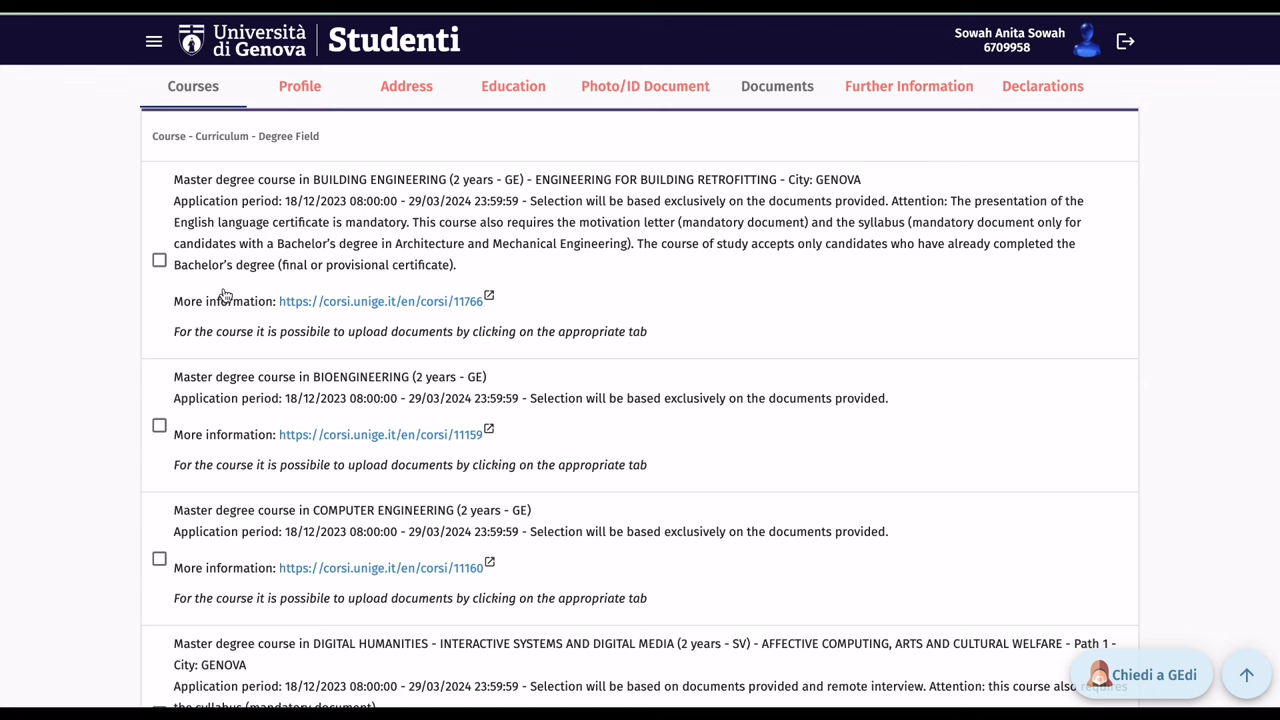 Università
di Genova
Studenti
Sowah Anita Sowah
6709958
Courses Profile Address Education Photo/ID Document Documents Further Information Declarations
Course - Curriculum - Degree Field
Master degree course in BUILDING ENGINEERING (2 years - GE) - ENGINEERING FOR BUILDING RETROFITTING - City: GENOVA
Application period: 18/12/2023 08:00:00 - 29/03/2024 23:59:59 - Selection will be based exclusively on the documents provided. Attention: The presentation of the
English language certificate is mandatory. This course also requires the motivation letter (mandatory document) and the syllabus (mandatory document only for
candidates with a Bachelor’s degree in Architecture and Mechanical Engineering). The course of study accepts only candidates who have already completed the
Bachelor’s degree (final or provisional certificate).
More information: https://corsi.unige.it/en/corsi/11766
For the course it is possibile to upload documents by clicking on the appropriate tab
Master degree course in BIOENGINEERING (2 years - GE)
Application period: 18/12/2023 08:00:00 - 29/03/2024 23:59:59 - Selection will be based exclusively on the documents provided.
More information: https://corsi.unige.it/en/corsi/11159
For the course it is possibile to upload documents by clicking on the appropriate tab
Master degree course in COMPUTER ENGINEERING (2 years - GE)
Application period: 18/12/2023 08:00:00 - 29/03/2024 23:59:59 - Selection will be based exclusively on the documents provided.
More information: https://corsi.unige.it/en/corsi/11160
For the course it is possibile to upload documents by clicking on the appropriate tab
Master degree course in DIGITAL HUMANITIES - INTERACTIVE SYSTEMS AND DIGITAL MEDIA (2 years - SV) - AFFECTIVE COMPUTING, ARTS AND CULTURAL WELFARE - Path 1 -
City: GENOVA
Application period: 18/12/2023 08:00:00 - 29/03/2024 23:59:59 - Selection will be based on documents provided and remote interview. Attention: this course also requires
the syllabus (mandatory document)
Chiedi a GEdi